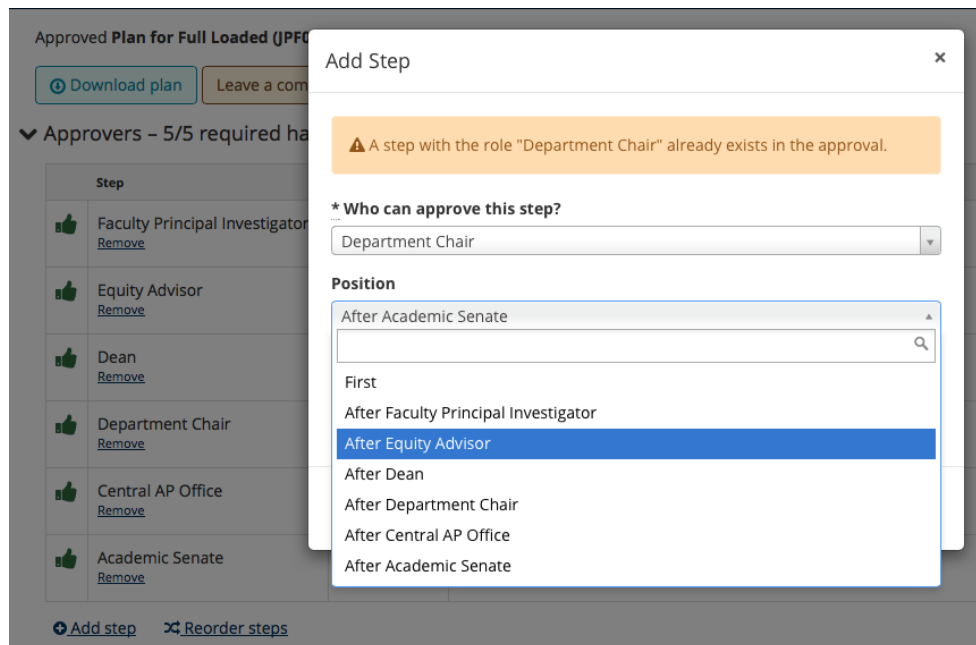 Approved Plan for Full Loaded (JPF0
Download plan
Leave a com
Approvers – 5/5 required ha
Step
Faculty Principal Investigator
Remove
Equity Advisor
Remove
Dean
Remove
Department Chair
Remove
Central AP Office
Remove
Academic Senate
Remove
Add step
Reorder steps
Add Step
×
A step with the role "Department Chair" already exists in the approval.
* Who can approve this step?
Department Chair
Position
After Academic Senate
First
After Faculty Principal Investigator
After Equity Advisor
After Dean
After Department Chair
After Central AP Office
After Academic Senate